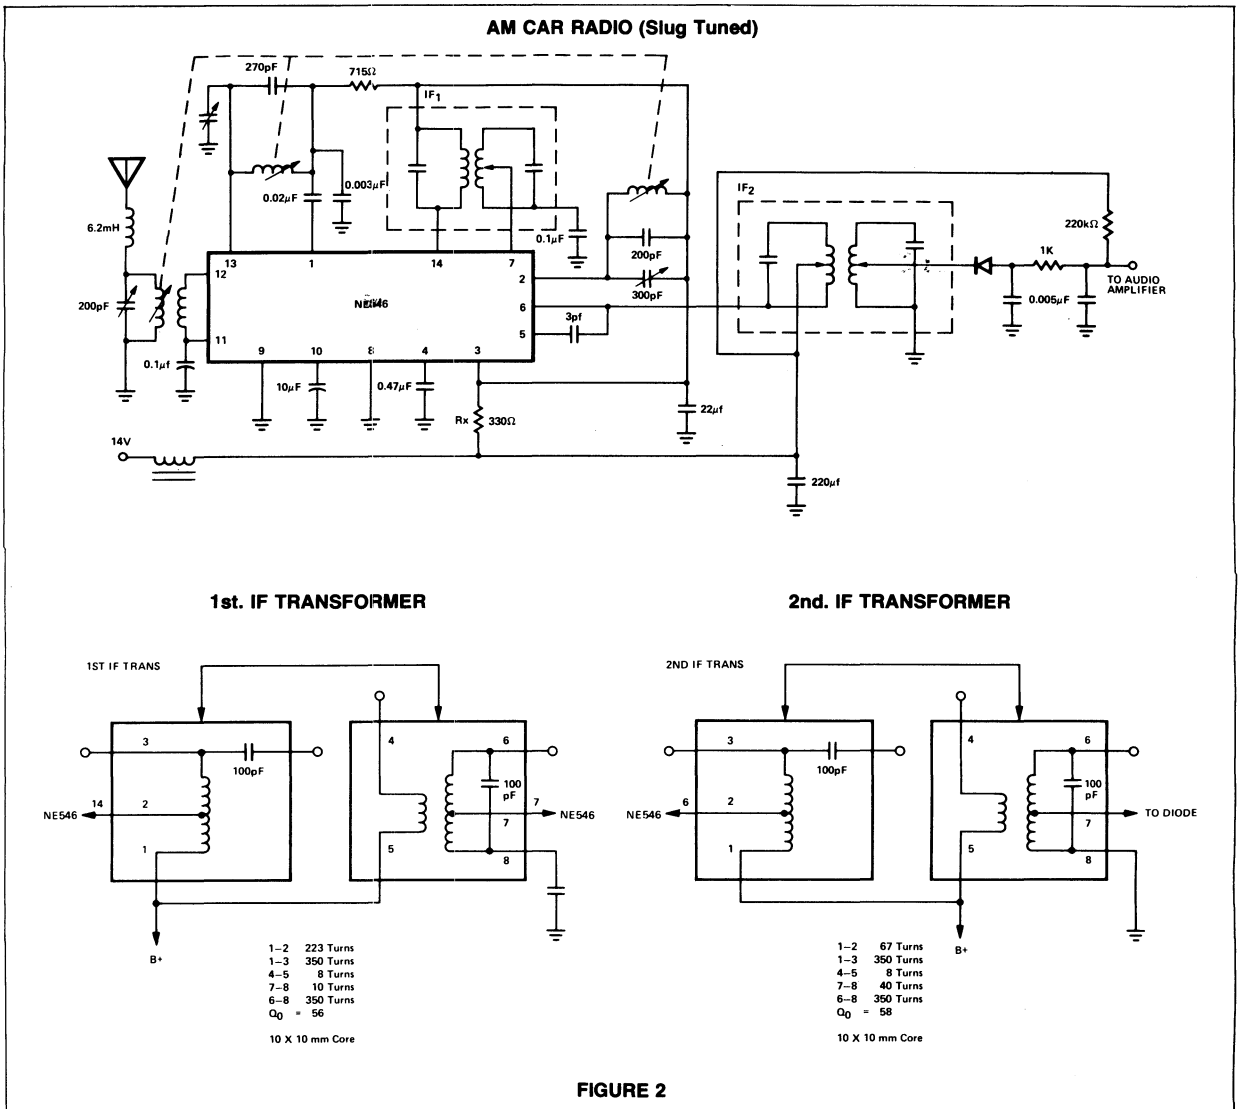 AM CAR RADIO (Slug Tuned)
270pF
715Ω
IF1
0.02µF
0.003µF
6.2mH
200pF
0.1µf
13
1
14
7
12
11
2
6
5
9
10
8
4
3
0.1µF
200pF
300pF
3pf
10µF
0.47µF
Rx
330Ω
22µf
14V
220µf
IF2
220kΩ
1K
0.005µF
TO AUDIO
AMPLIFIER
1st. IF TRANSFORMER
1ST IF TRANS
3
100pF
NE546
14
2
1
B+
4
5
6
100
pF
7
7
8
NE546
1–2 223 Turns
1–3 350 Turns
4–5 8 Turns
7–8 10 Turns
6–8 350 Turns
Q0 = 56
10 X 10 mm Core
2nd. IF TRANSFORMER
2ND IF TRANS
3
100pF
NE546
6
2
1
4
5
6
100
pF
7
8
TO DIODE
B+
1–2 67 Turns
1–3 350 Turns
4–5 8 Turns
7–8 40 Turns
6–8 350 Turns
Q0 = 58
10 X 10 mm Core
FIGURE 2